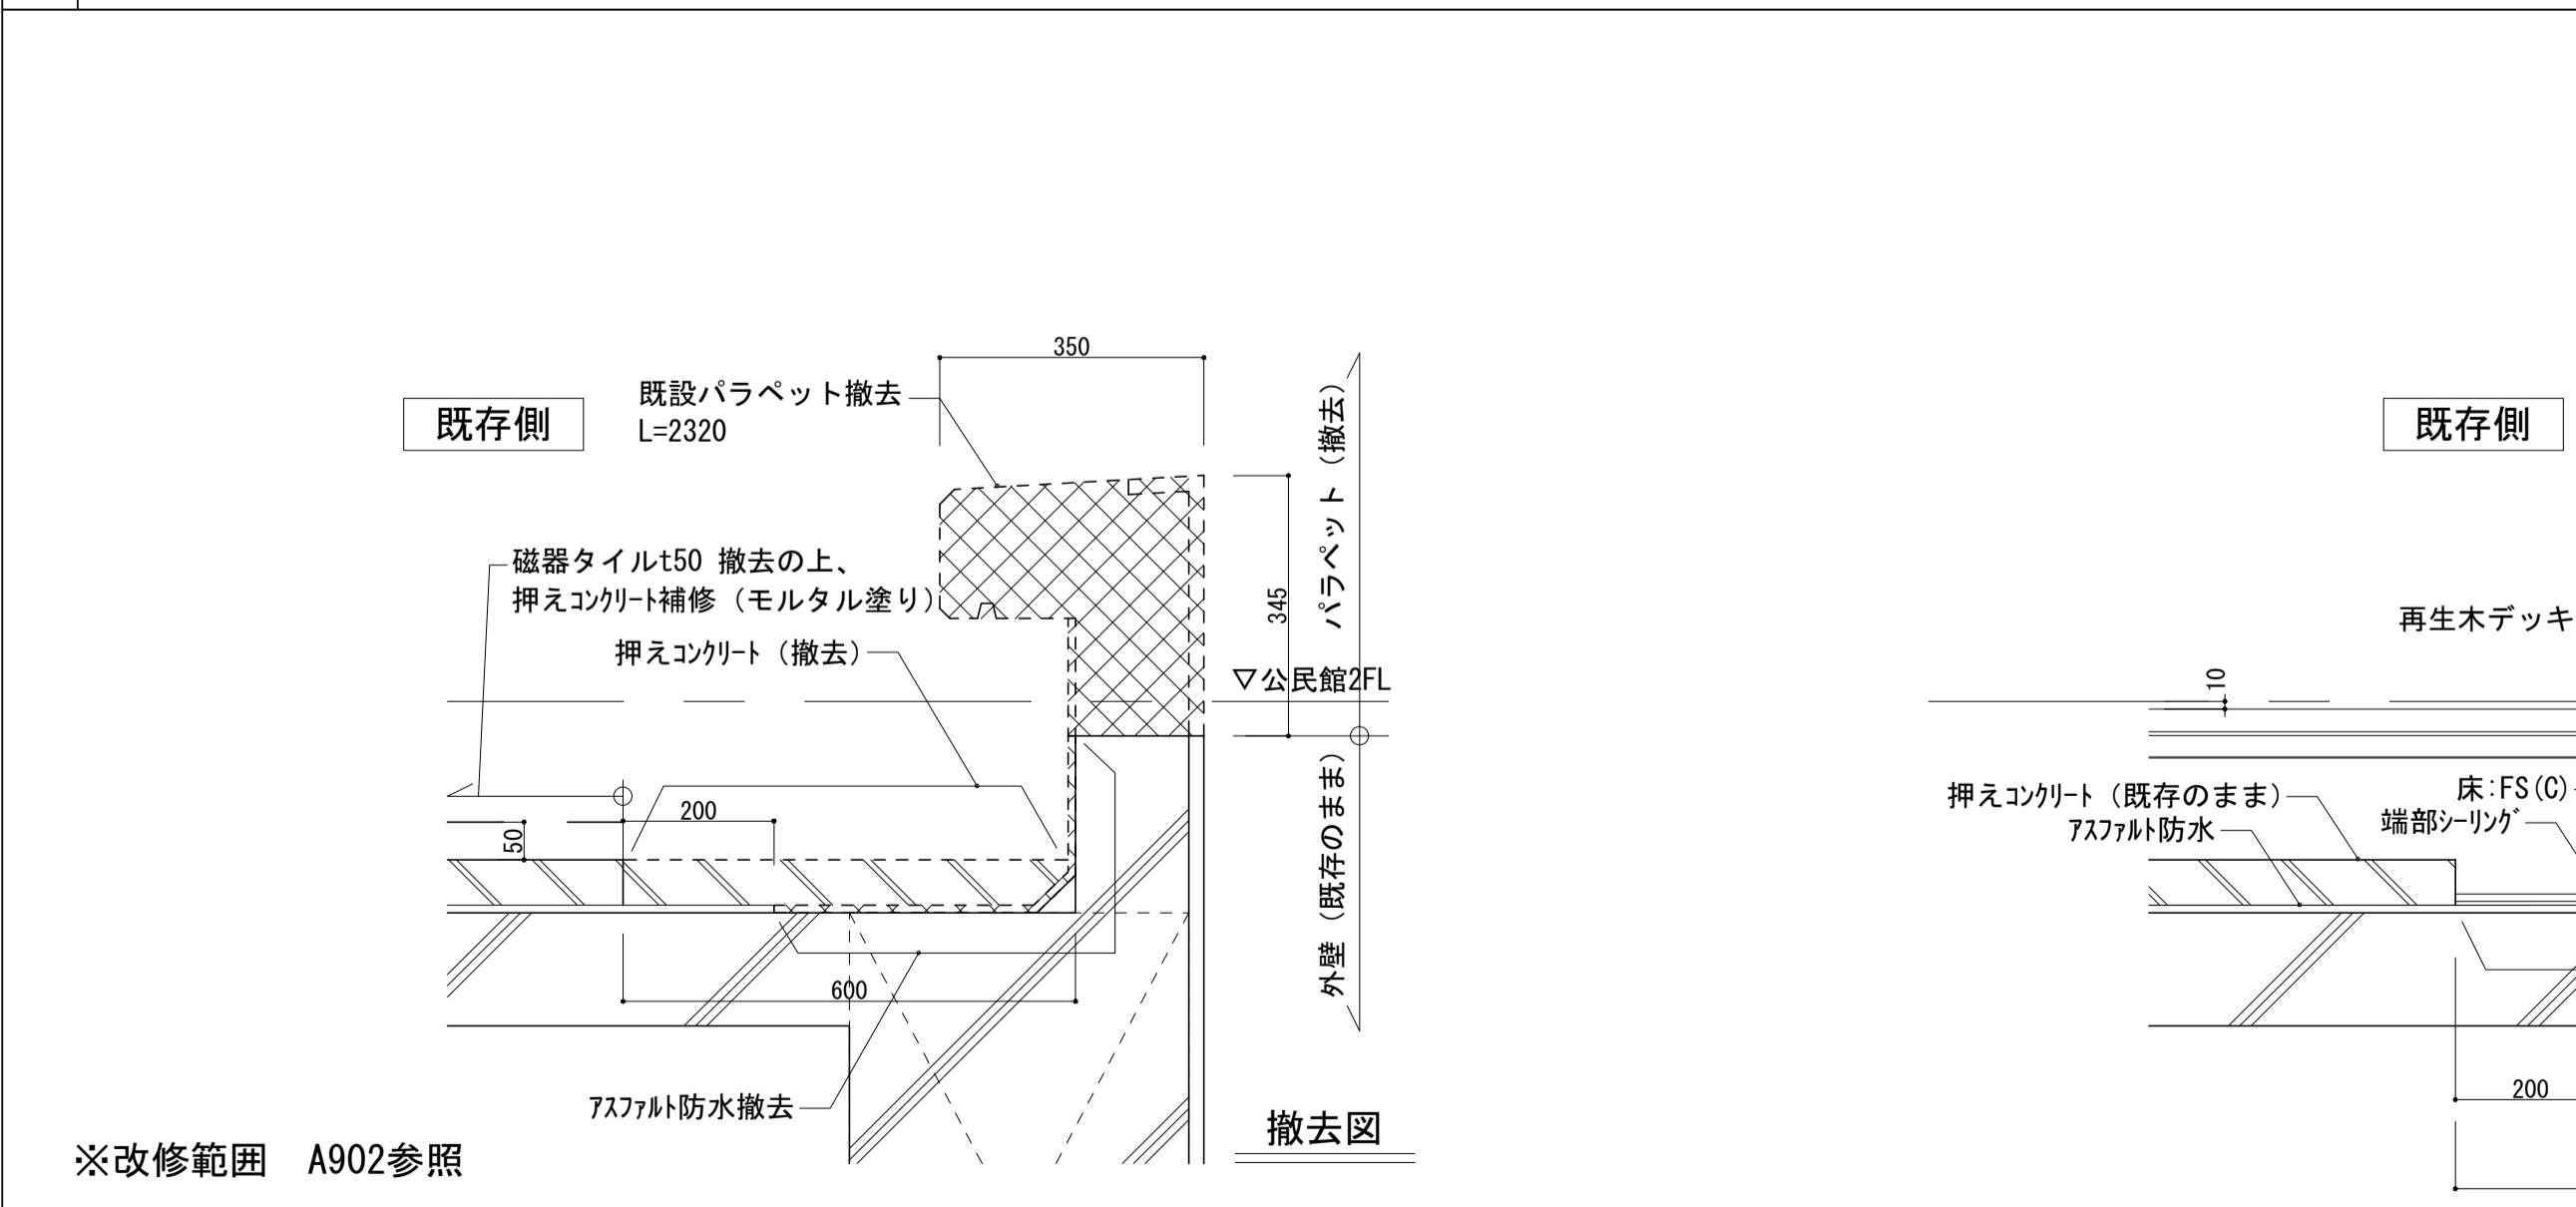 350
既設パラペット撤去
L=2320
既存側
パラペット（撤去）
磁器タイルt50 撤去の上、
押えｺﾝｸﾘｰﾄ補修（モルタル塗り）
345
押えｺﾝｸﾘｰﾄ（撤去）
▽公民館2FL
200
50
外壁（既存のまま）
600
ｱｽﾌｧﾙﾄ防水撤去
撤去図
※改修範囲　A902参照
既存側
再生木デッキ
10
押えｺﾝｸﾘｰﾄ（既存のまま）
床:FS(C)
端部ｼｰﾘﾝｸﾞ
ｱｽﾌｧﾙﾄ防水
200